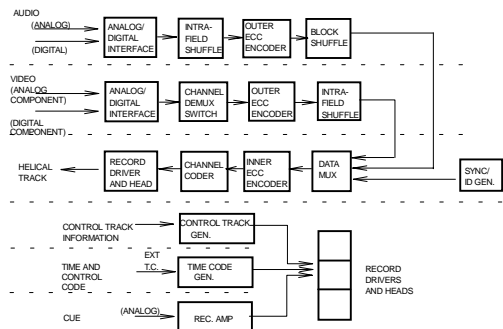 AUDIO
(ANALOG)
(DIGITAL)
ANALOG/
DIGITAL
INTERFACE
INTRA-
FIELD
SHUFFLE
OUTER
ECC
ENCODER
BLOCK
SHUFFLE
VIDEO
(ANALOG
COMPONENT)
(DIGITAL
COMPONENT)
ANALOG/
DIGITAL
INTERFACE
CHANNEL
DEMUX
SWITCH
OUTER
ECC
ENCODER
INTRA-
FIELD
SHUFFLE
HELICAL
TRACK
RECORD
DRIVER
AND HEAD
CHANNEL
CODER
INNER
ECC
ENCODER
DATA
MUX
SYNC/
ID GEN.
CONTROL TRACK
INFORMATION
CONTROL TRACK
GEN.
TIME AND
CONTROL
CODE
EXT
T.C.
TIME CODE
GEN.
RECORD
DRIVERS
AND HEADS
CUE
(ANALOG)
REC. AMP